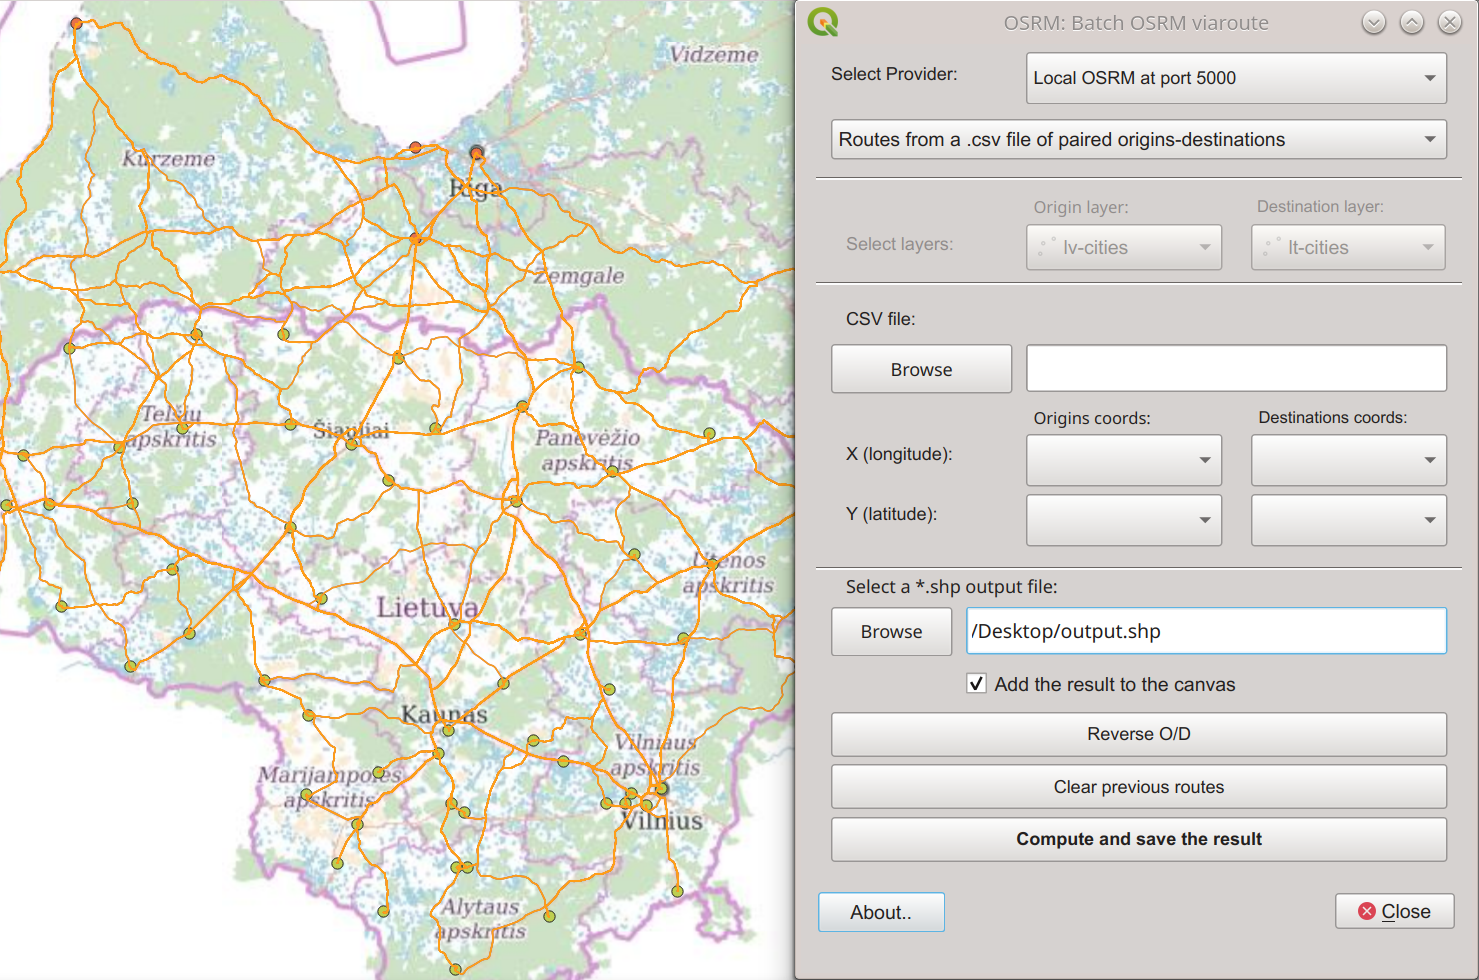 Vidzeme
Kurzeme
Rīga
Zemgale
Telšių
apskritis
Šiauliai
Panevėžio
apskritis
Utenos
apskritis
Lietuva
Kaunas
Vilniaus
apskritis
Marijampolės
apskritis
Vilnius
Alytaus
apskritis
OSRM: Batch OSRM viaroute
Select Provider:
Local OSRM at port 5000
Routes from a .csv file of paired origins-destinations
Origin layer:
Destination layer:
Select layers:
lv-cities
lt-cities
CSV file:
Browse
Origins coords:
Destinations coords:
X (longitude):
Y (latitude):
Select a *.shp output file:
Browse
/Desktop/output.shp
Add the result to the canvas
Reverse O/D
Clear previous routes
Compute and save the result
About..
Close